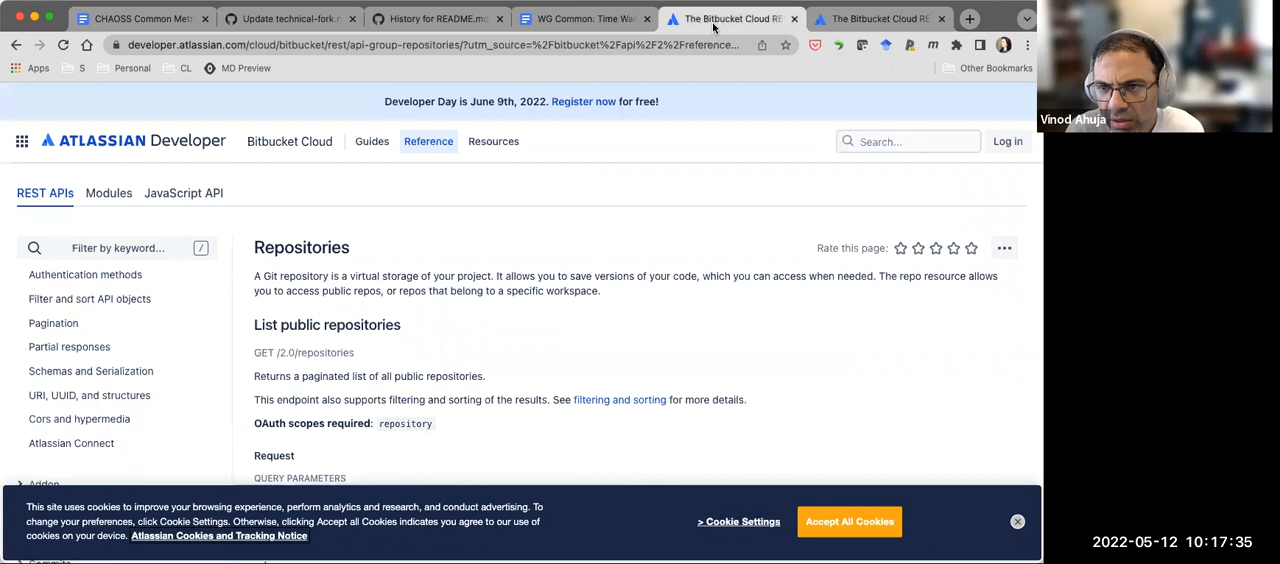 CHAOSS Common Met
Update technical-fork.n
History for README.md
WG Common: Time Wai
The Bitbucket Cloud RE
The Bitbucket Cloud RE
developer.atlassian.com/cloud/bitbucket/rest/api-group-repositories/?utm_source=%2Fbitbucket%2Fapi%2F2%2Freference...
Apps S Personal CL MD Preview Other Bookmarks
Developer Day is June 9th, 2022. Register now for free!
ATLASSIAN Developer Bitbucket Cloud Guides Reference Resources Search... Log in
Vinod Ahuja
REST APIs Modules JavaScript API
Filter by keyword... /
Authentication methods
Filter and sort API objects
Pagination
Partial responses
Schemas and Serialization
URI, UUID, and structures
Cors and hypermedia
Atlassian Connect
Addon
Repositories
Rate this page:
A Git repository is a virtual storage of your project. It allows you to save versions of your code, which you can access when needed. The repo resource allows
you to access public repos, or repos that belong to a specific workspace.
List public repositories
GET /2.0/repositories
Returns a paginated list of all public repositories.
This endpoint also supports filtering and sorting of the results. See filtering and sorting for more details.
OAuth scopes required: repository
Request
QUERY PARAMETERS
This site uses cookies to improve your browsing experience, perform analytics and research, and conduct advertising. To
change your preferences, click Cookie Settings. Otherwise, clicking Accept all Cookies indicates you agree to our use of
cookies on your device. Atlassian Cookies and Tracking Notice
> Cookie Settings
Accept All Cookies
Commits
2022-05-12 10:17:35